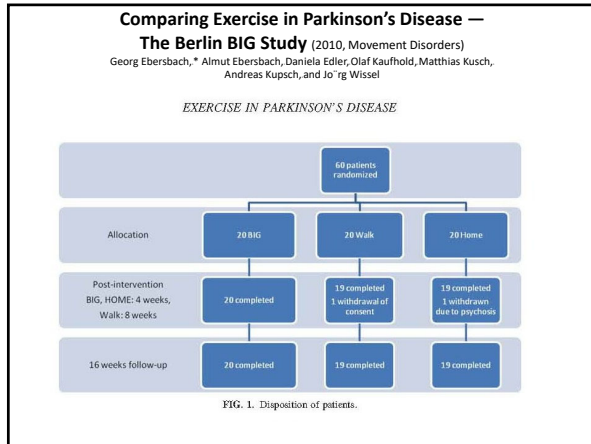 Comparing Exercise in Parkinson's Disease —
The Berlin BIG Study (2010, Movement Disorders)
Georg Ebersbach,* Almut Ebersbach, Daniela Edler, Olaf Kaufhold, Matthias Kusch,
Andreas Kupsch, and Jo¨rg Wissel
EXERCISE IN PARKINSON'S DISEASE
60 patients
randomized
Allocation
20 BIG
20 Walk
20 Home
Post-intervention
BIG, HOME: 4 weeks,
Walk: 8 weeks
20 completed
19 completed
1 withdrawal of
consent
19 completed
1 withdrawn
due to psychosis
16 weeks follow-up
20 completed
19 completed
19 completed
FIG. 1. Disposition of patients.